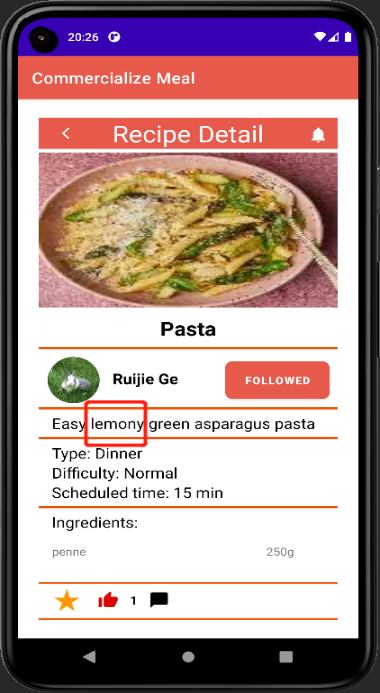 20:26
Commercialize Meal
Recipe Detail
Pasta
Ruijie Ge
FOLLOWED
Easy lemony green asparagus pasta
Type: Dinner
Difficulty: Normal
Scheduled time: 15 min
Ingredients:
penne 250g
1